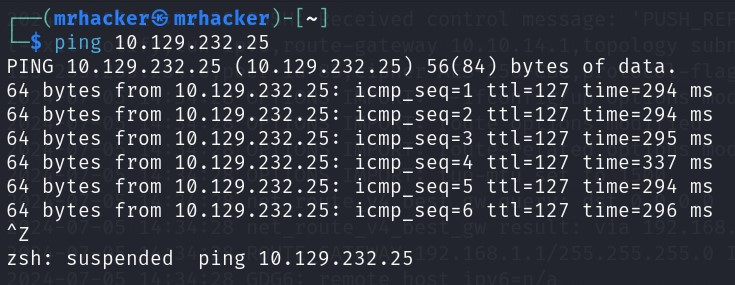 ┌──(mrhacker㉿mrhacker)-[~]
└─$ ping 10.129.232.25
PING 10.129.232.25 (10.129.232.25) 56(84) bytes of data.
64 bytes from 10.129.232.25: icmp_seq=1 ttl=127 time=294 ms
64 bytes from 10.129.232.25: icmp_seq=2 ttl=127 time=294 ms
64 bytes from 10.129.232.25: icmp_seq=3 ttl=127 time=295 ms
64 bytes from 10.129.232.25: icmp_seq=4 ttl=127 time=337 ms
64 bytes from 10.129.232.25: icmp_seq=5 ttl=127 time=294 ms
64 bytes from 10.129.232.25: icmp_seq=6 ttl=127 time=296 ms
^Z
zsh: suspended  ping 10.129.232.25